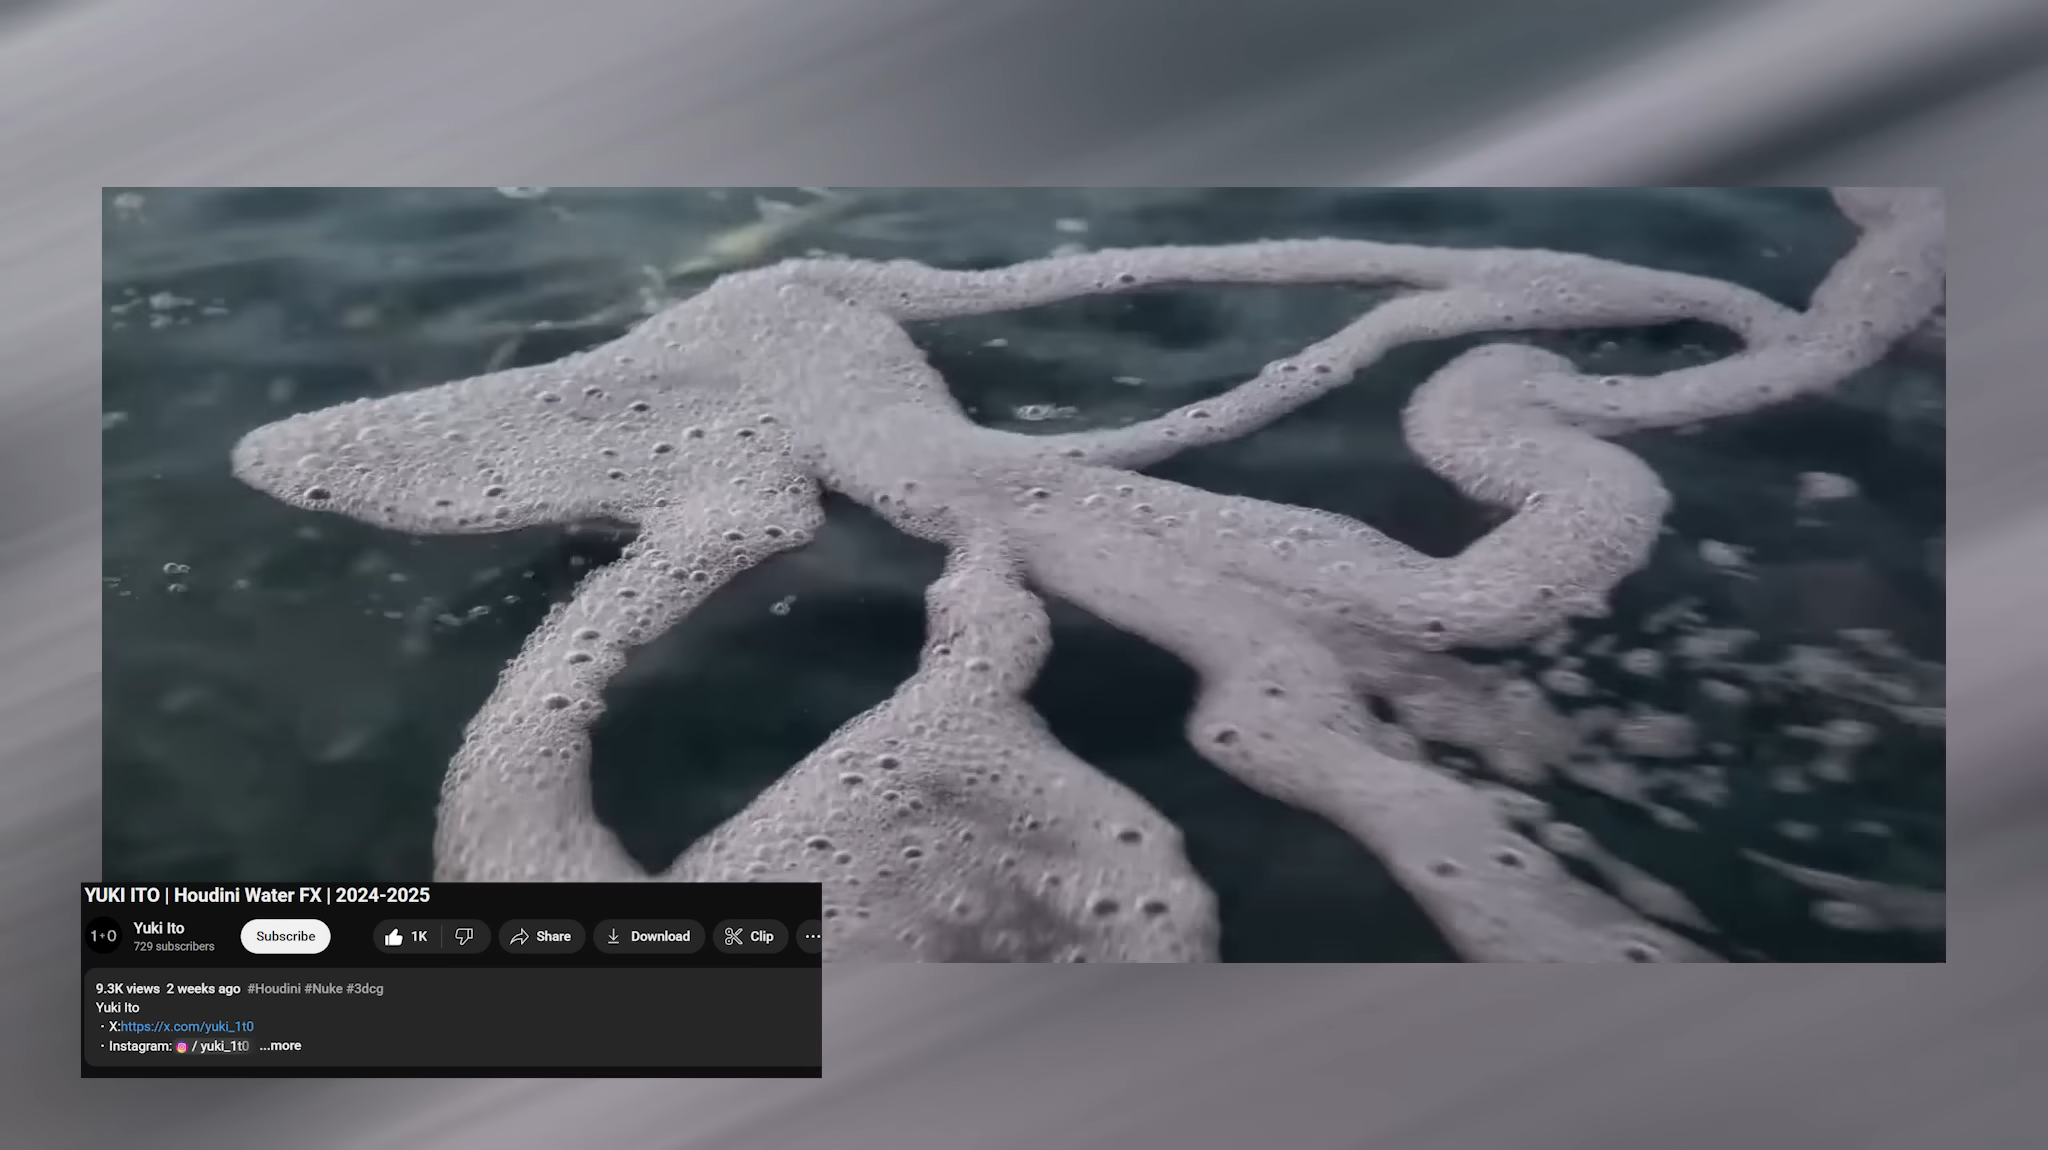 YUKI ITO | Houdini Water FX | 2024-2025
1+0
Yuki Ito
729 subscribers
Subscribe
1K
Share
Download
Clip
...
9.3K views 2 weeks ago #Houdini #Nuke #3dcg
Yuki Ito
・X:https://x.com/yuki_1t0
・Instagram: / yuki_1t0 ...more